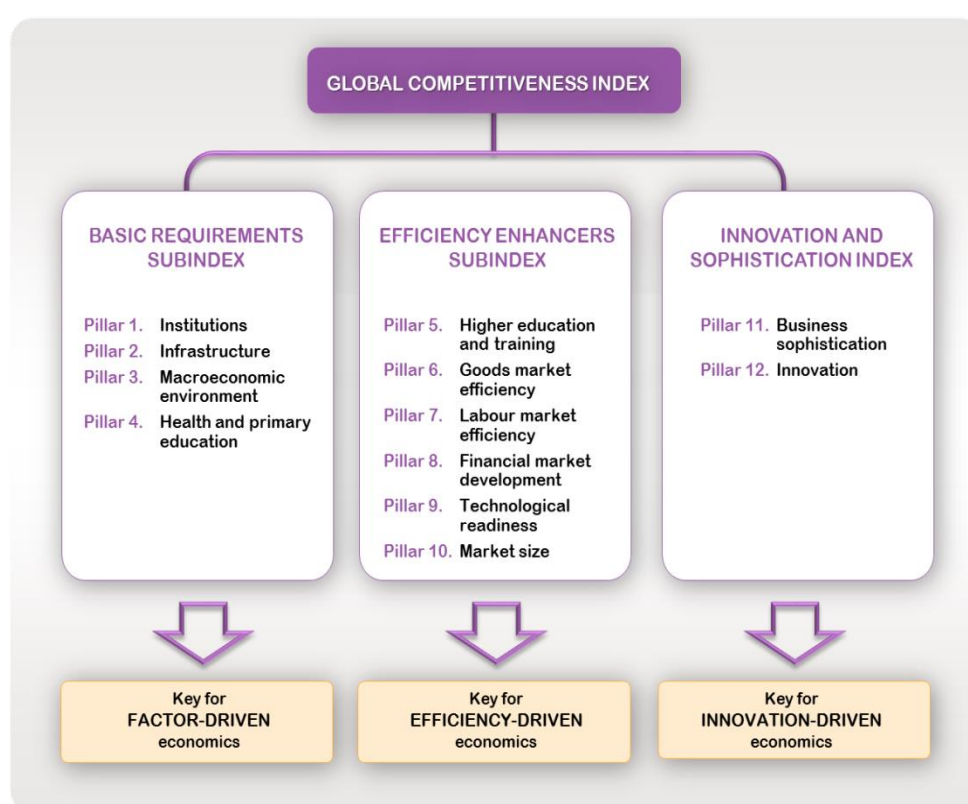 GLOBAL COMPETITIVENESS INDEX
BASIC REQUIREMENTS
SUBINDEX
Pillar 1. Institutions
Pillar 2. Infrastructure
Pillar 3. Macroeconomic
environment
Pillar 4. Health and primary
education
EFFICIENCY ENHANCERS
SUBINDEX
Pillar 5. Higher education
and training
Pillar 6. Goods market
efficiency
Pillar 7. Labour market
efficiency
Pillar 8. Financial market
development
Pillar 9. Technological
readiness
Pillar 10. Market size
INNOVATION AND
SOPHISTICATION INDEX
Pillar 11. Business
sophistication
Pillar 12. Innovation
Key for
FACTOR-DRIVEN
economics
Key for
EFFICIENCY-DRIVEN
economics
Key for
INNOVATION-DRIVEN
economics